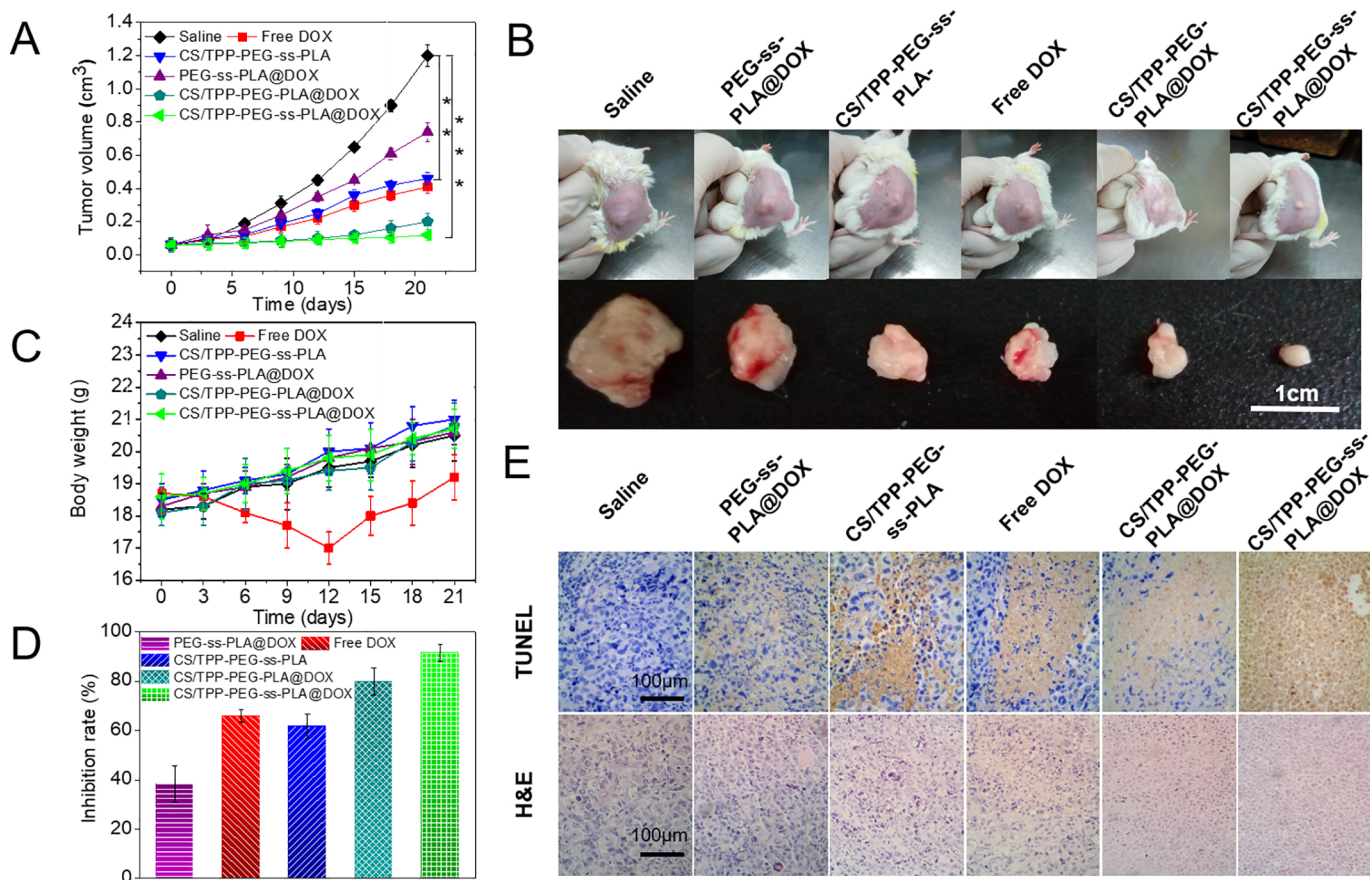 A
1.4
1.2
1.0
0.8
0.6
0.4
0.2
0.0
Tumor volume (cm³)
Saline Free DOX
CS/TPP-PEG-ss-PLA
PEG-ss-PLA@DOX
CS/TPP-PEG-PLA@DOX
CS/TPP-PEG-ss-PLA@DOX
* *
* * *
0 5 10 15 20
Time (days)
B
Saline
PEG-ss-
PLA@DOX
CS/TPP-PEG-ss-
PLA-
Free DOX
CS/TPP-PEG-
PLA@DOX
CS/TPP-PEG-ss-
PLA@DOX
1cm
C
24
23
22
21
20
19
18
17
16
Body weight (g)
Saline Free DOX
CS/TPP-PEG-ss-PLA
PEG-ss-PLA@DOX
CS/TPP-PEG-PLA@DOX
CS/TPP-PEG-ss-PLA@DOX
0 3 6 9 12 15 18 21
Time (days)
D
100
80
60
40
20
0
Inhibition rate (%)
PEG-ss-PLA@DOX Free DOX
CS/TPP-PEG-ss-PLA
CS/TPP-PEG-PLA@DOX
CS/TPP-PEG-ss-PLA@DOX
E
Saline
PEG-ss-
PLA@DOX
CS/TPP-PEG-
ss-PLA
Free DOX
CS/TPP-PEG-
PLA@DOX
CS/TPP-PEG-ss-
PLA@DOX
TUNEL
100μm
H&E
100μm